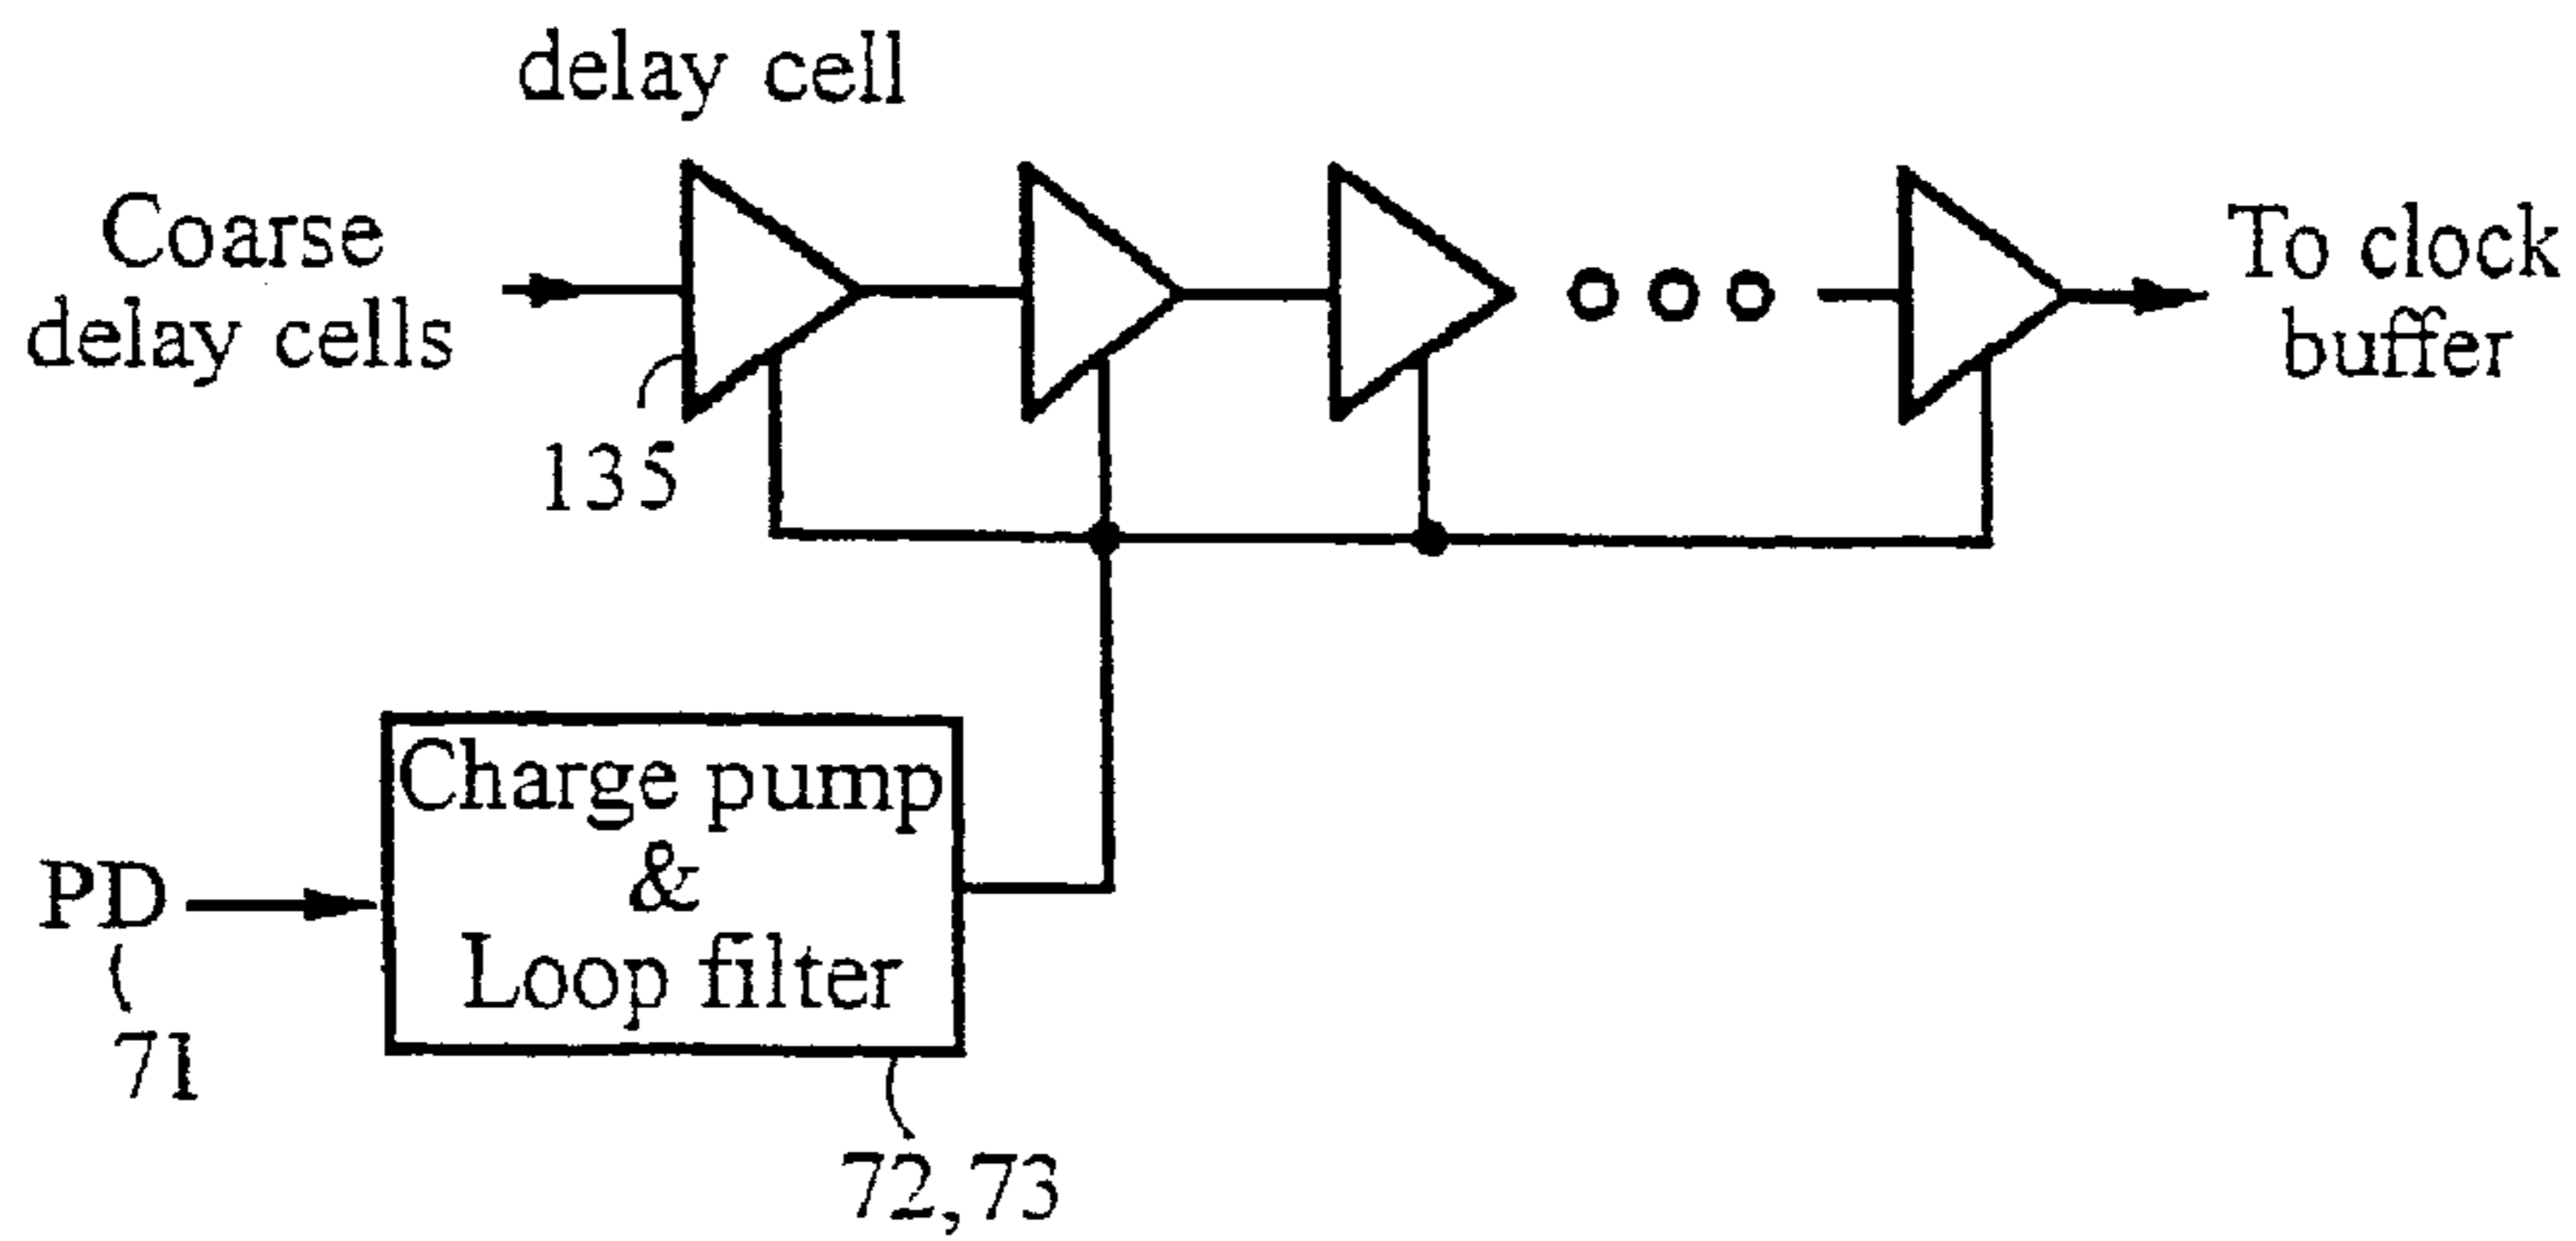 delay cell
Coarse
delay cells
To clock
buffer
135
Charge pump
&
Loop filter
PD
71
72,73